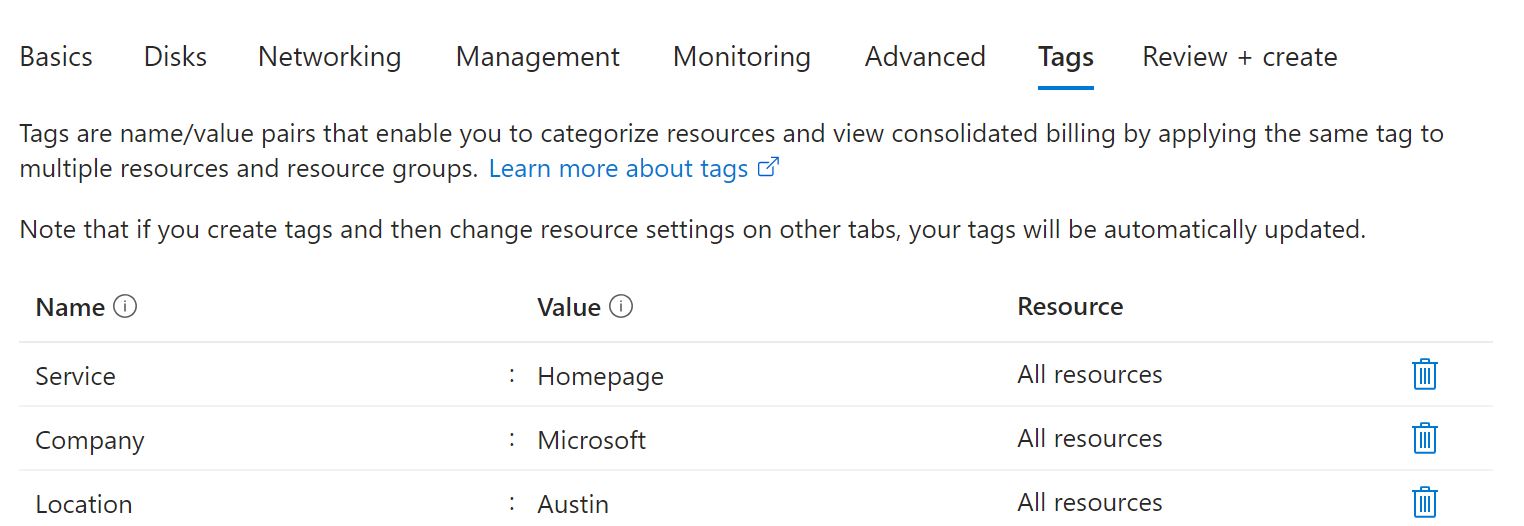 Basics Disks Networking Management Monitoring Advanced Tags Review + create
Tags are name/value pairs that enable you to categorize resources and view consolidated billing by applying the same tag to
multiple resources and resource groups. Learn more about tags
Note that if you create tags and then change resource settings on other tabs, your tags will be automatically updated.
Name Value Resource
Service : Homepage All resources
Company : Microsoft All resources
Location : Austin All resources